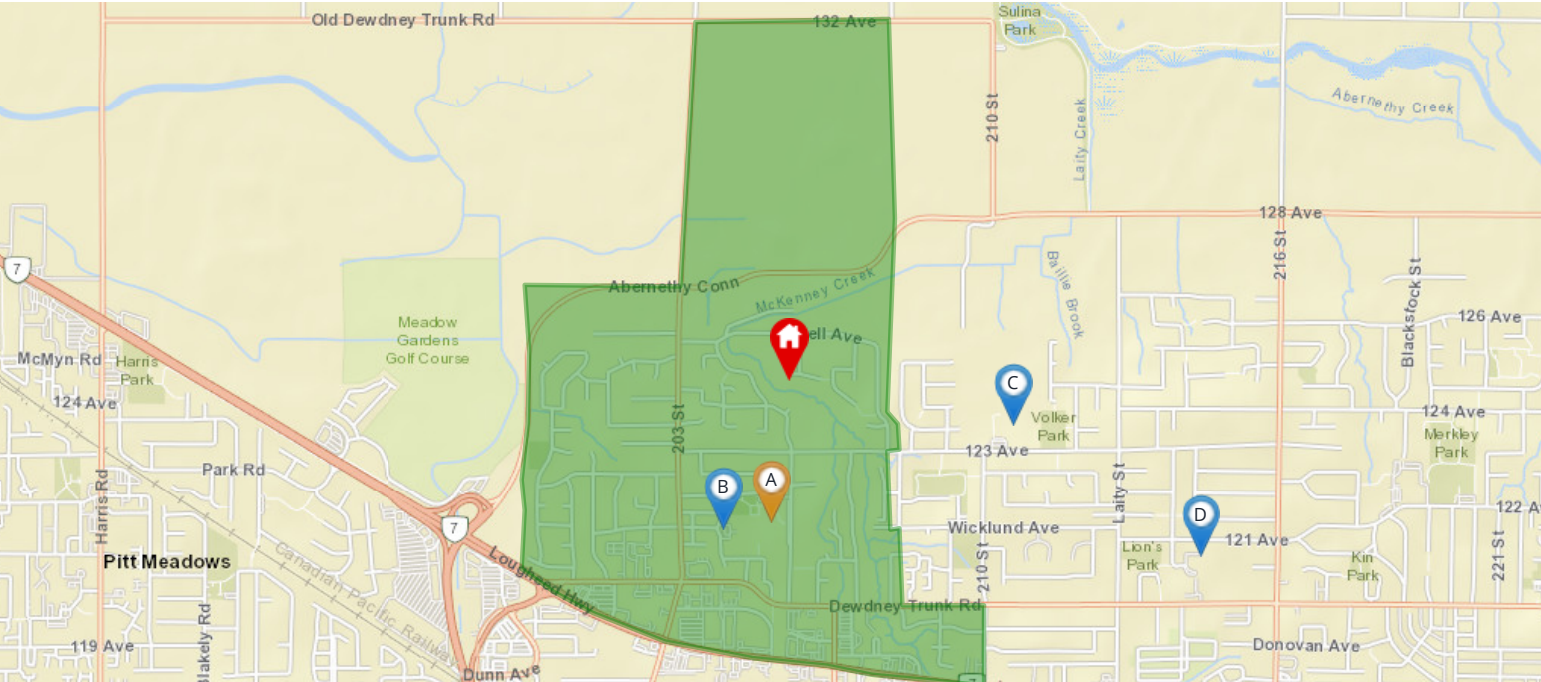 Old Dewdney Trunk Rd
132 Ave
Sulina
Park
210 St
Laity Creek
Abernethy Creek
128 Ave
7
216 St
Abernethy Conn
McKenney Creek
Baillie Brook
Blackstock St
126 Ave
Meadow
Gardens
Golf Course
ell Ave
McMyn Rd
Harris
Park
124 Ave
C
Volker
Park
124 Ave
Merkley
Park
203 St
123 Ave
Park Rd
Harris Rd
B
A
Laity St
D
122 A
7
Wicklund Ave
Lion's
Park
121 Ave
Kin
Park
221 St
210 St
Pitt Meadows
Canadian Pacific Railway
Lougheed Hwy
Dewdney Trunk Rd
Blakely Rd
119 Ave
Donovan Ave
Dunn Ave
7